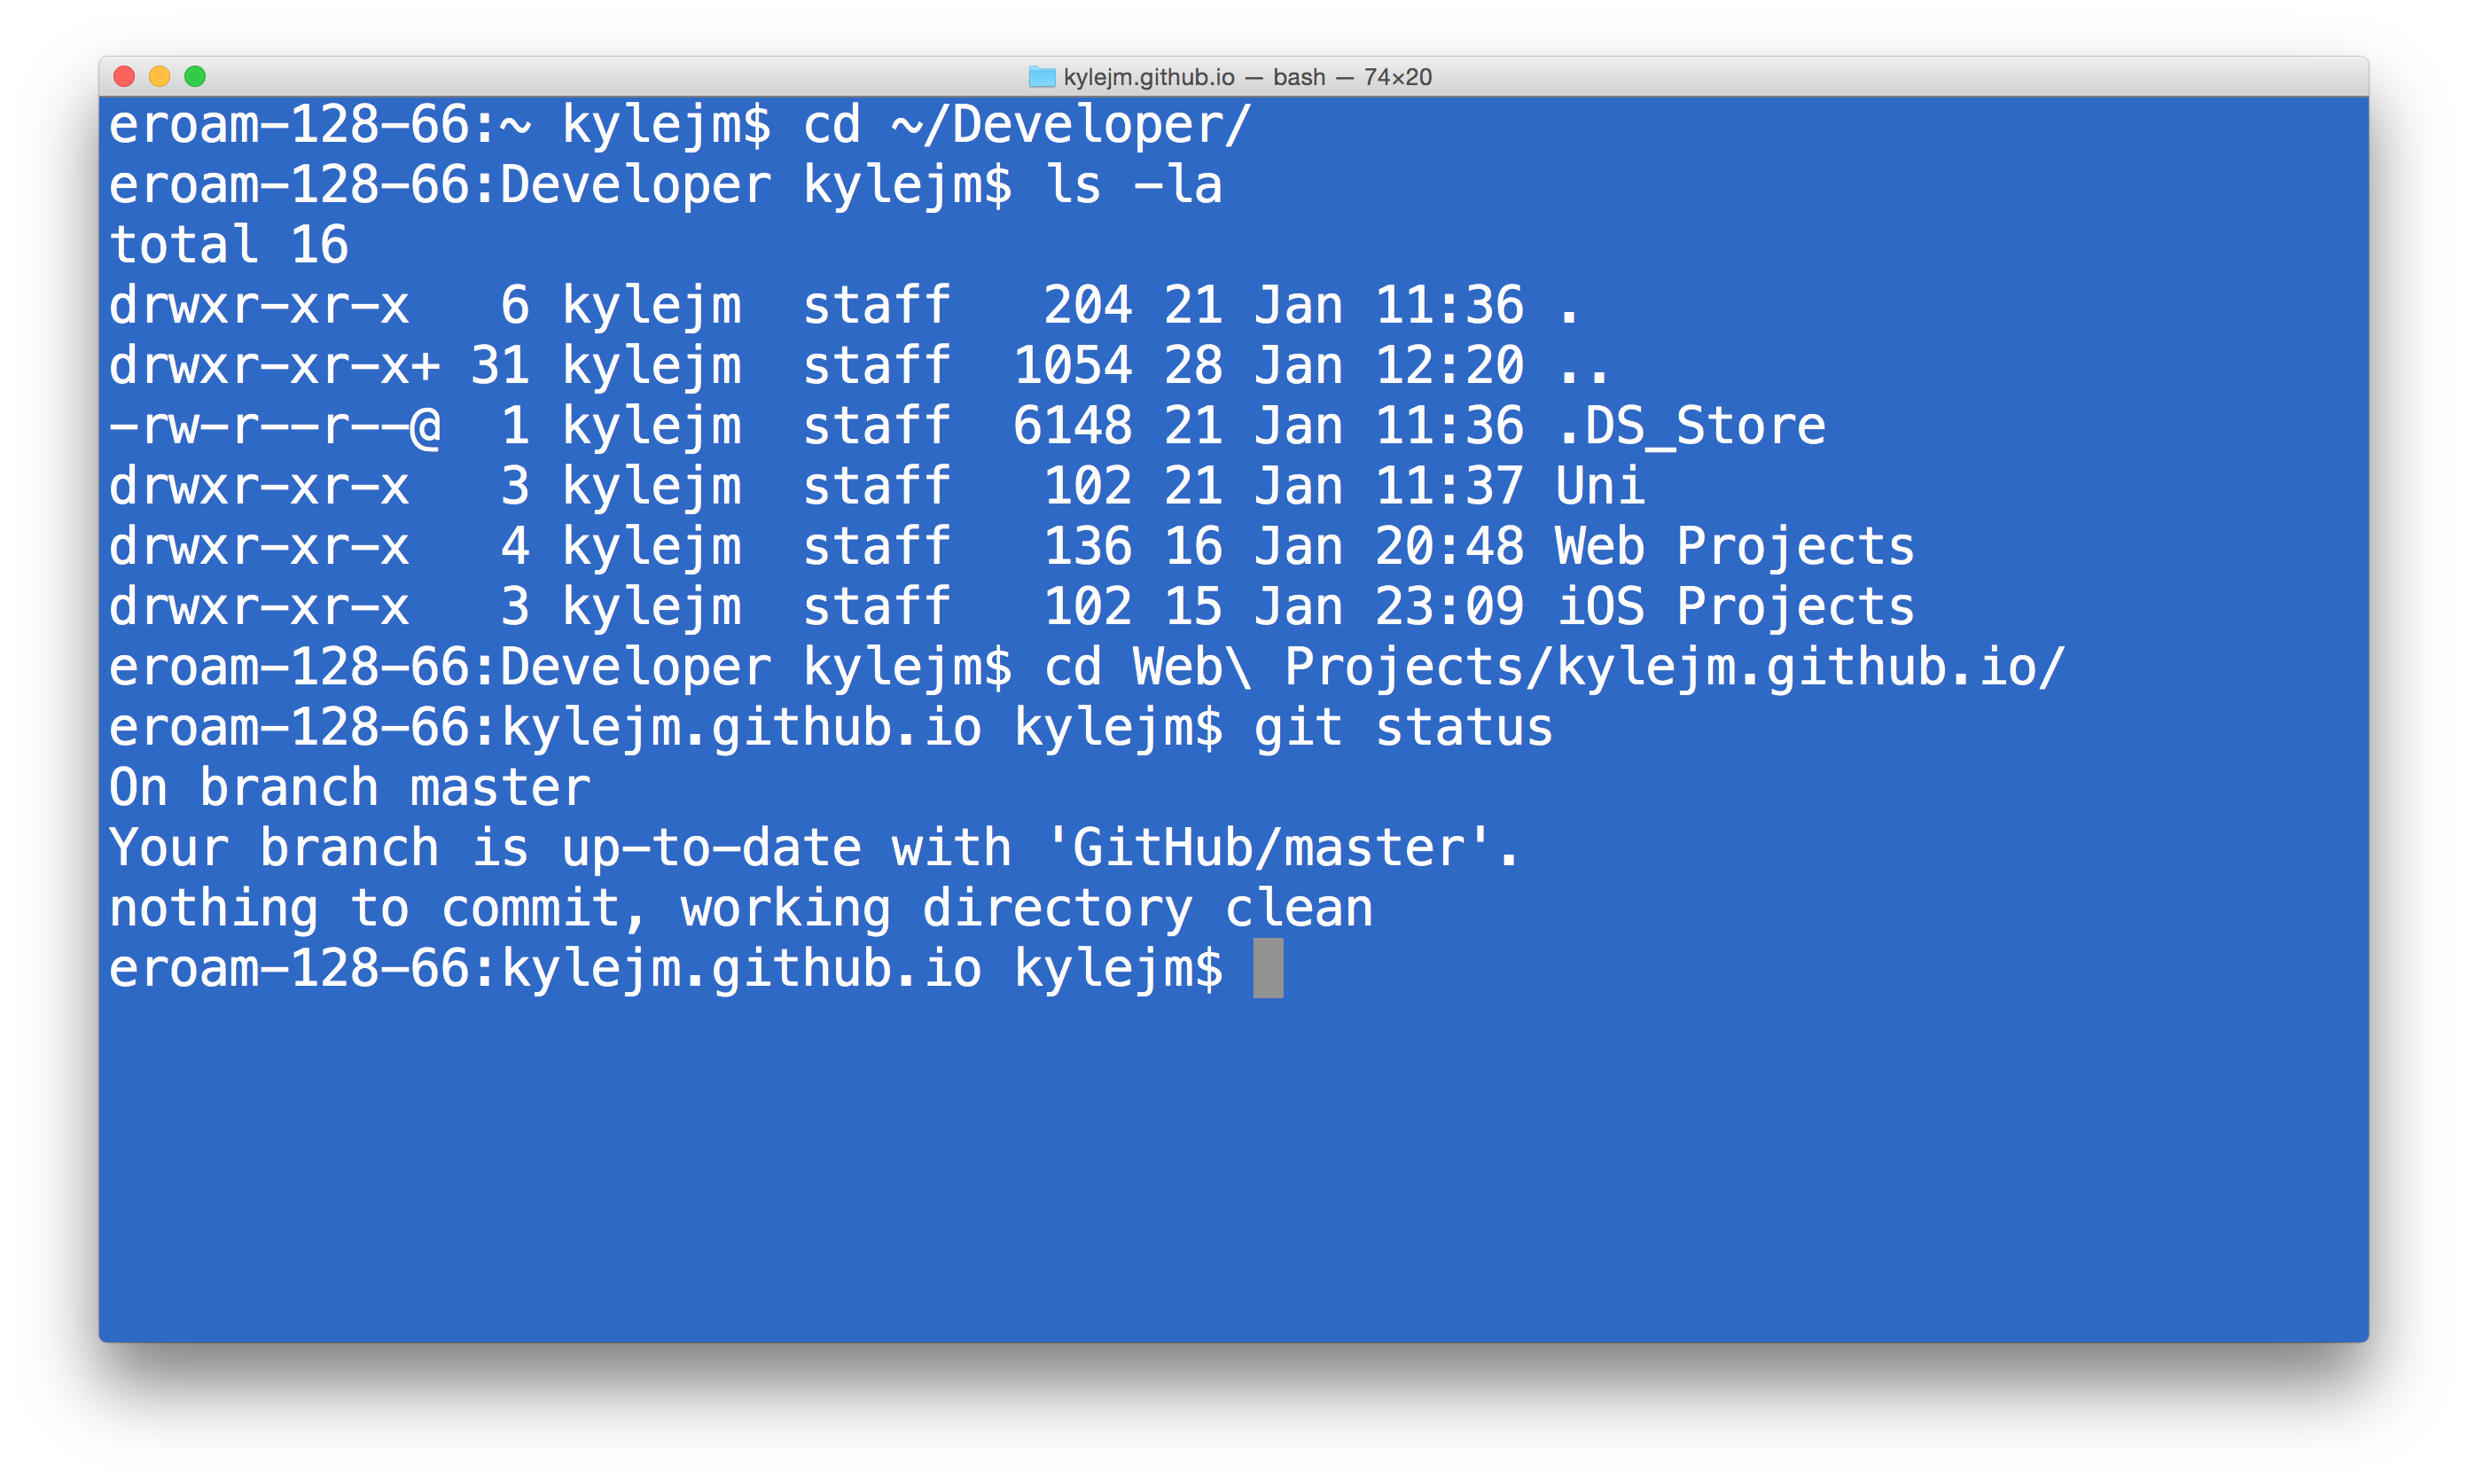 kylejm.github.io — bash — 74×20
eroam-128-66:~ kylejm$ cd ~/Developer/
eroam-128-66:Developer kylejm$ ls -la
total 16
drwxr-xr-x   6 kylejm  staff   204 21 Jan 11:36 .
drwxr-xr-x+ 31 kylejm  staff  1054 28 Jan 12:20 ..
-rw-r--r--@  1 kylejm  staff  6148 21 Jan 11:36 .DS_Store
drwxr-xr-x   3 kylejm  staff   102 21 Jan 11:37 Uni
drwxr-xr-x   4 kylejm  staff   136 16 Jan 20:48 Web Projects
drwxr-xr-x   3 kylejm  staff   102 15 Jan 23:09 iOS Projects
eroam-128-66:Developer kylejm$ cd Web\ Projects/kylejm.github.io/
eroam-128-66:kylejm.github.io kylejm$ git status
On branch master
Your branch is up-to-date with 'GitHub/master'.
nothing to commit, working directory clean
eroam-128-66:kylejm.github.io kylejm$